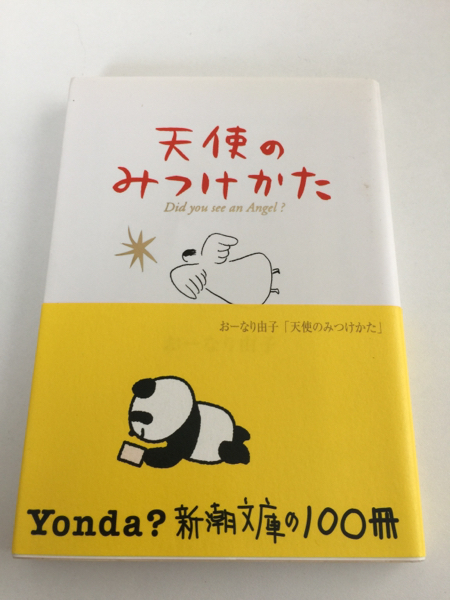 天使の
みつけかた
Did you see an Angel?
おーなり由子「天使のみつけかた」
Yonda? 新潮文庫の100冊